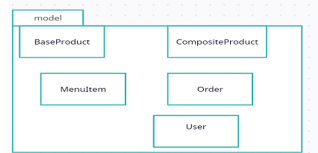 model
BaseProduct
CompositeProduct
MenuItem
Order
User